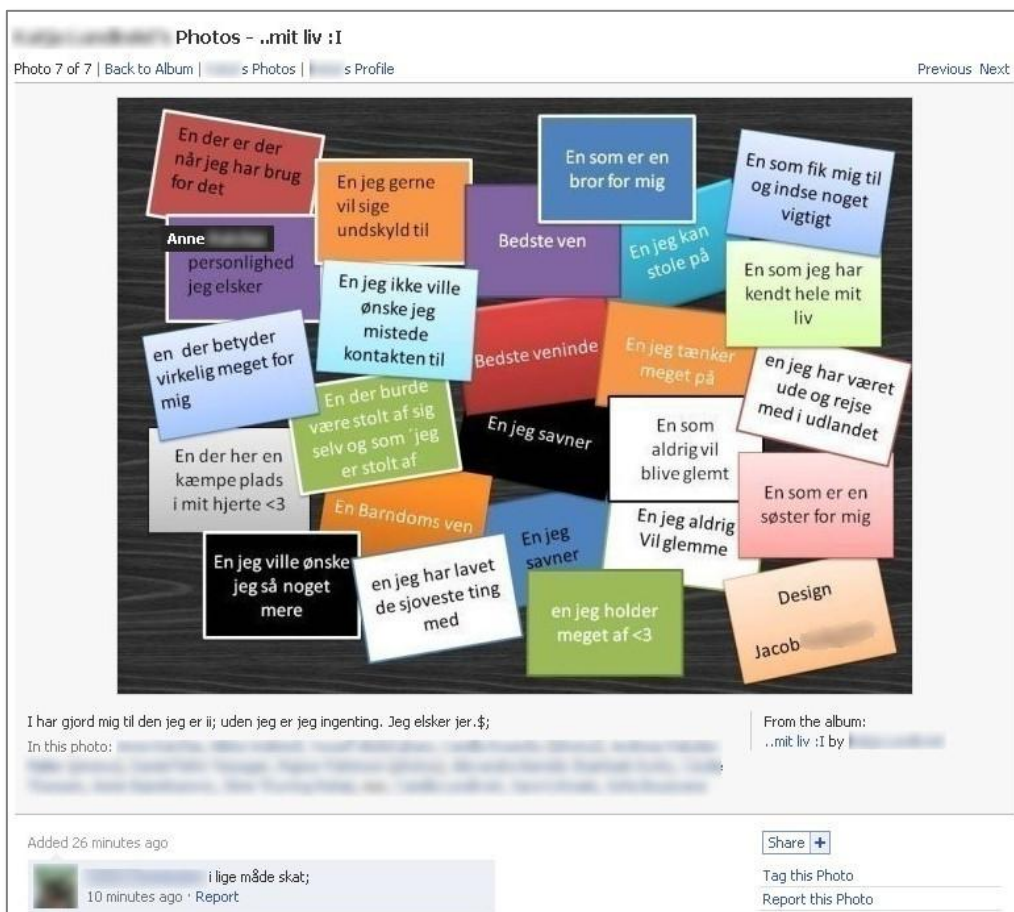 Photos - ..mit liv :I
Photo 7 of 7 | Back to Album | s Photos | s Profile
Previous Next
En der er der
når jeg har brug
for det
En jeg gerne
vil sige
undskyld til
Bedste ven
En som er en
bror for mig
En jeg kan
stole på
En som fik mig til
og indse noget
vigtigt
Anne
personlighed
jeg elsker
En jeg ikke ville
ønske jeg
mistede
kontakten til
En som jeg har
kendt hele mit
liv
en der betyder
virkelig meget for
mig
Bedste veninde
En jeg tænker
meget på
en jeg har været
ude og rejse
med i udlandet
En der burde
være stolt af sig
selv og som ´jeg
er stolt af
En jeg savner
En som
aldrig vil
blive glemt
En der her en
kæmpe plads
i mit hjerte <3
En som er en
søster for mig
En Barndoms ven
En jeg
savner
En jeg aldrig
Vil glemme
En jeg ville ønske
jeg så noget
mere
en jeg har lavet
de sjoveste ting
med
en jeg holder
meget af <3
Design
Jacob
I har gjord mig til den jeg er ii; uden jeg er jeg ingenting. Jeg elsker jer.$;
In this photo:
From the album:
..mit liv :I by
Added 26 minutes ago
i lige måde skat;
10 minutes ago · Report
Share +
Tag this Photo
Report this Photo